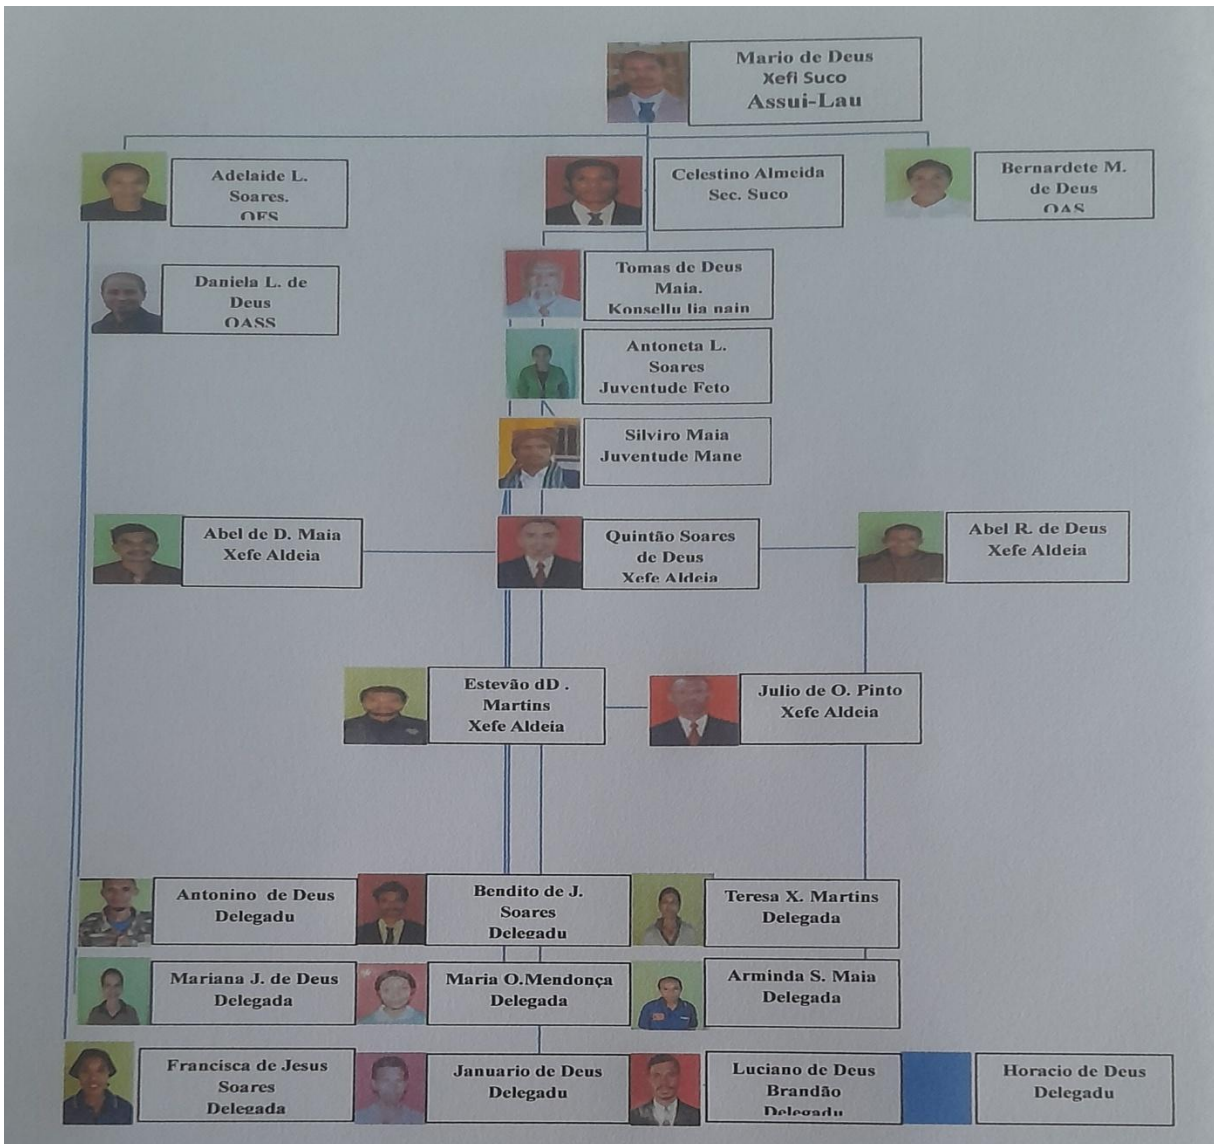 Mario de Deus
Xefi Suco
Assui-Lau
Adelaide L.
Soares.
OFS
Celestino Almeida
Sec. Suco
Bernardete M.
de Deus
OAS
Daniela L. de
Deus
OASS
Tomas de Deus
Maia.
Konsellu lia nain
Antoneta L.
Soares
Juventude Feto
Silviro Maia
Juventude Mane
Abel de D. Maia
Xefe Aldeia
Quintão Soares
de Deus
Xefe Aldeia
Abel R. de Deus
Xefe Aldeia
Estevão dD .
Martins
Xefe Aldeia
Julio de O. Pinto
Xefe Aldeia
Antonino de Deus
Delegadu
Bendito de J.
Soares
Delegadu
Teresa X. Martins
Delegada
Mariana J. de Deus
Delegada
Maria O.Mendonça
Delegada
Arminda S. Maia
Delegada
Francisca de Jesus
Soares
Delegada
Januario de Deus
Delegadu
Luciano de Deus
Brandão
Delegadu
Horacio de Deus
Delegadu